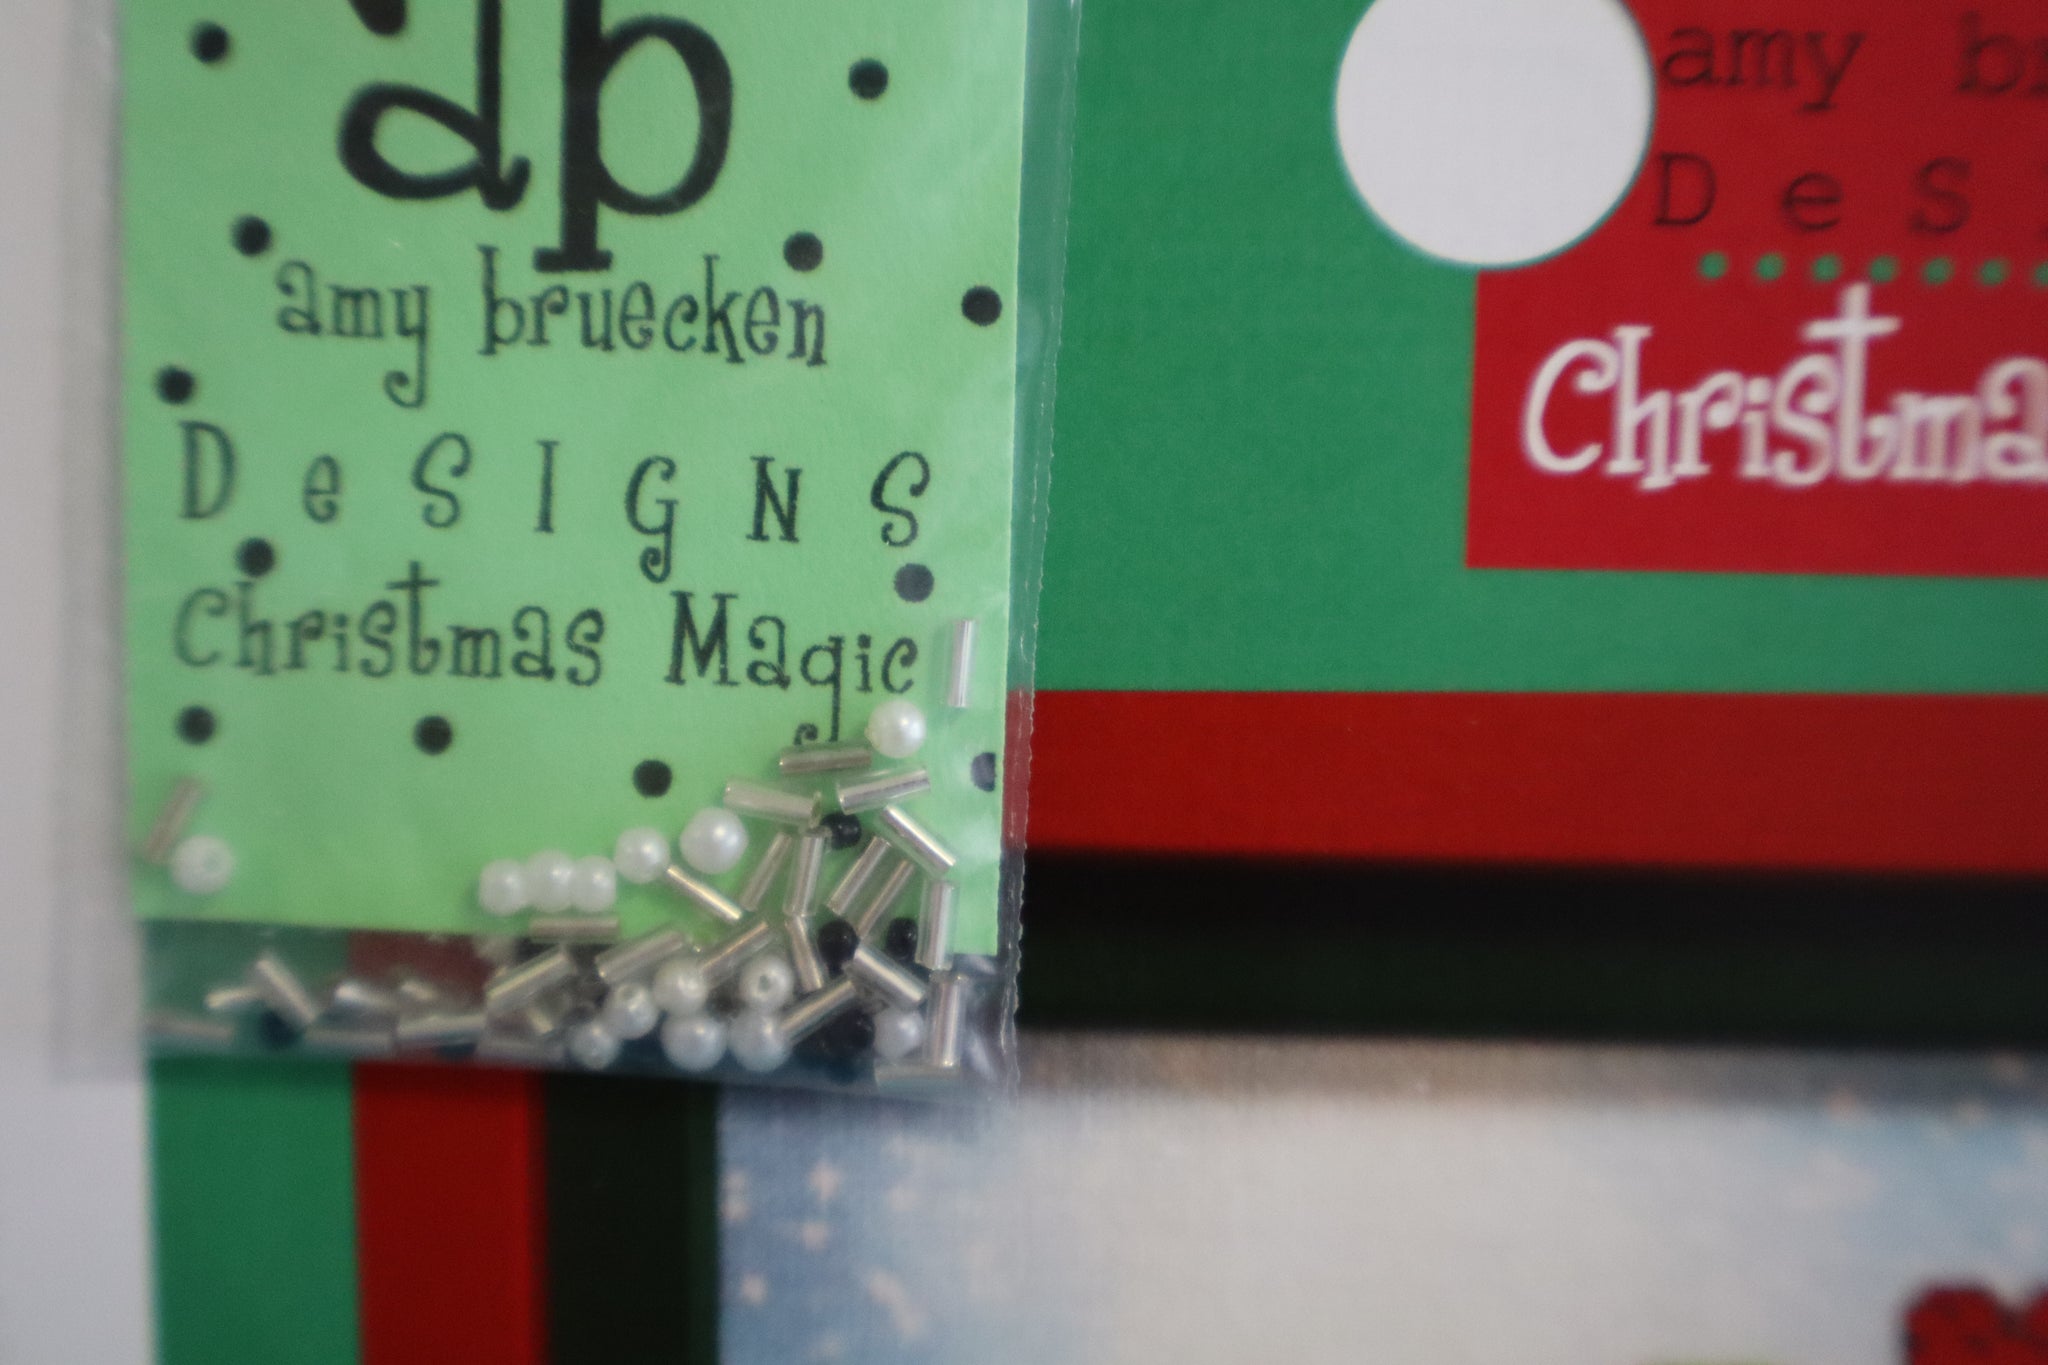 ab
amy bruecken
DeSIGNS
Christmas Magic
amy b
Des
Christma